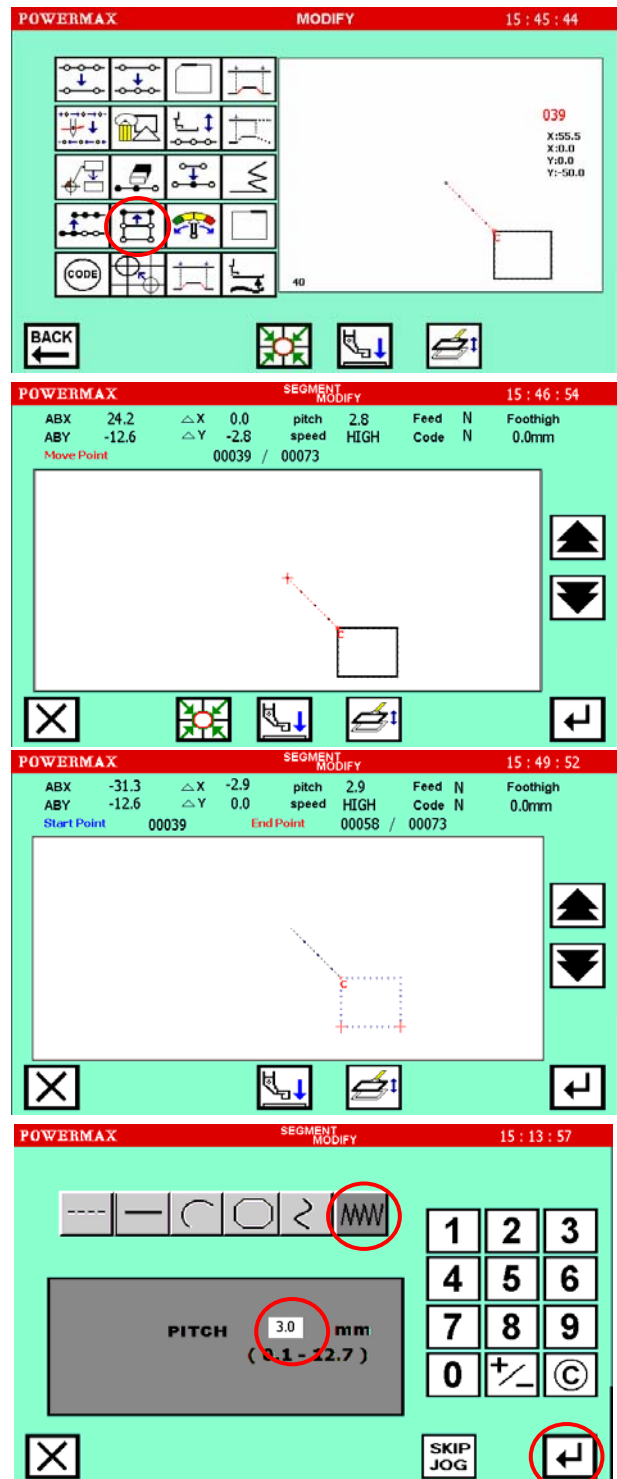 POWERMAX MODIFY 15 : 45 : 44
039
X:55.5
X:0.0
Y:0.0
Y:-50.0
CODE
40
BACK
POWERMAX SEGMENT MODIFY 15 : 46 : 54
ABX 24.2 △X 0.0 pitch 2.8 Feed N Foothigh
ABY -12.6 △Y -2.8 speed HIGH Code N 0.0mm
Move Point 00039 / 00073
C
POWERMAX SEGMENT MODIFY 15 : 49 : 52
ABX -31.3 △X -2.9 pitch 2.9 Feed N Foothigh
ABY -12.6 △Y 0.0 speed HIGH Code N 0.0mm
Start Point 00039 End Point 00058 / 00073
C
POWERMAX SEGMENT MODIFY 15 : 13 : 57
1 2 3
4 5 6
PITCH 3.0 mm 7 8 9
( 0.1 - 12.7 )
0 +/- ©
SKIP
JOG